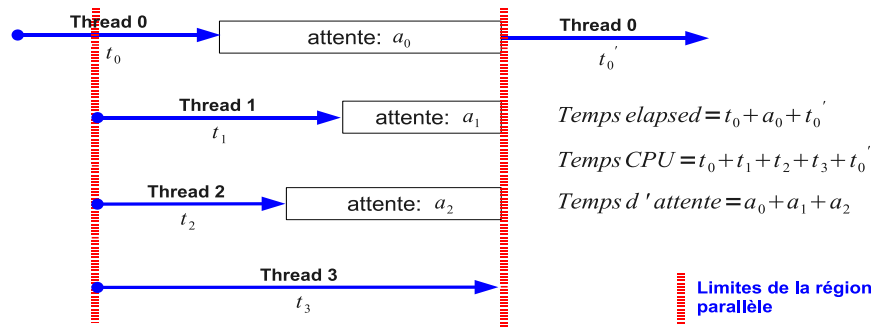 Thread 0
t0
attente: a0
Thread 0
t0'
Thread 1
t1
attente: a1
Temps elapsed=t0+a0+t0'
Temps CPU=t0+t1+t2+t3+t0'
Thread 2
t2
attente: a2
Temps d'attente=a0+a1+a2
Thread 3
t3
Limites de la région
parallèle